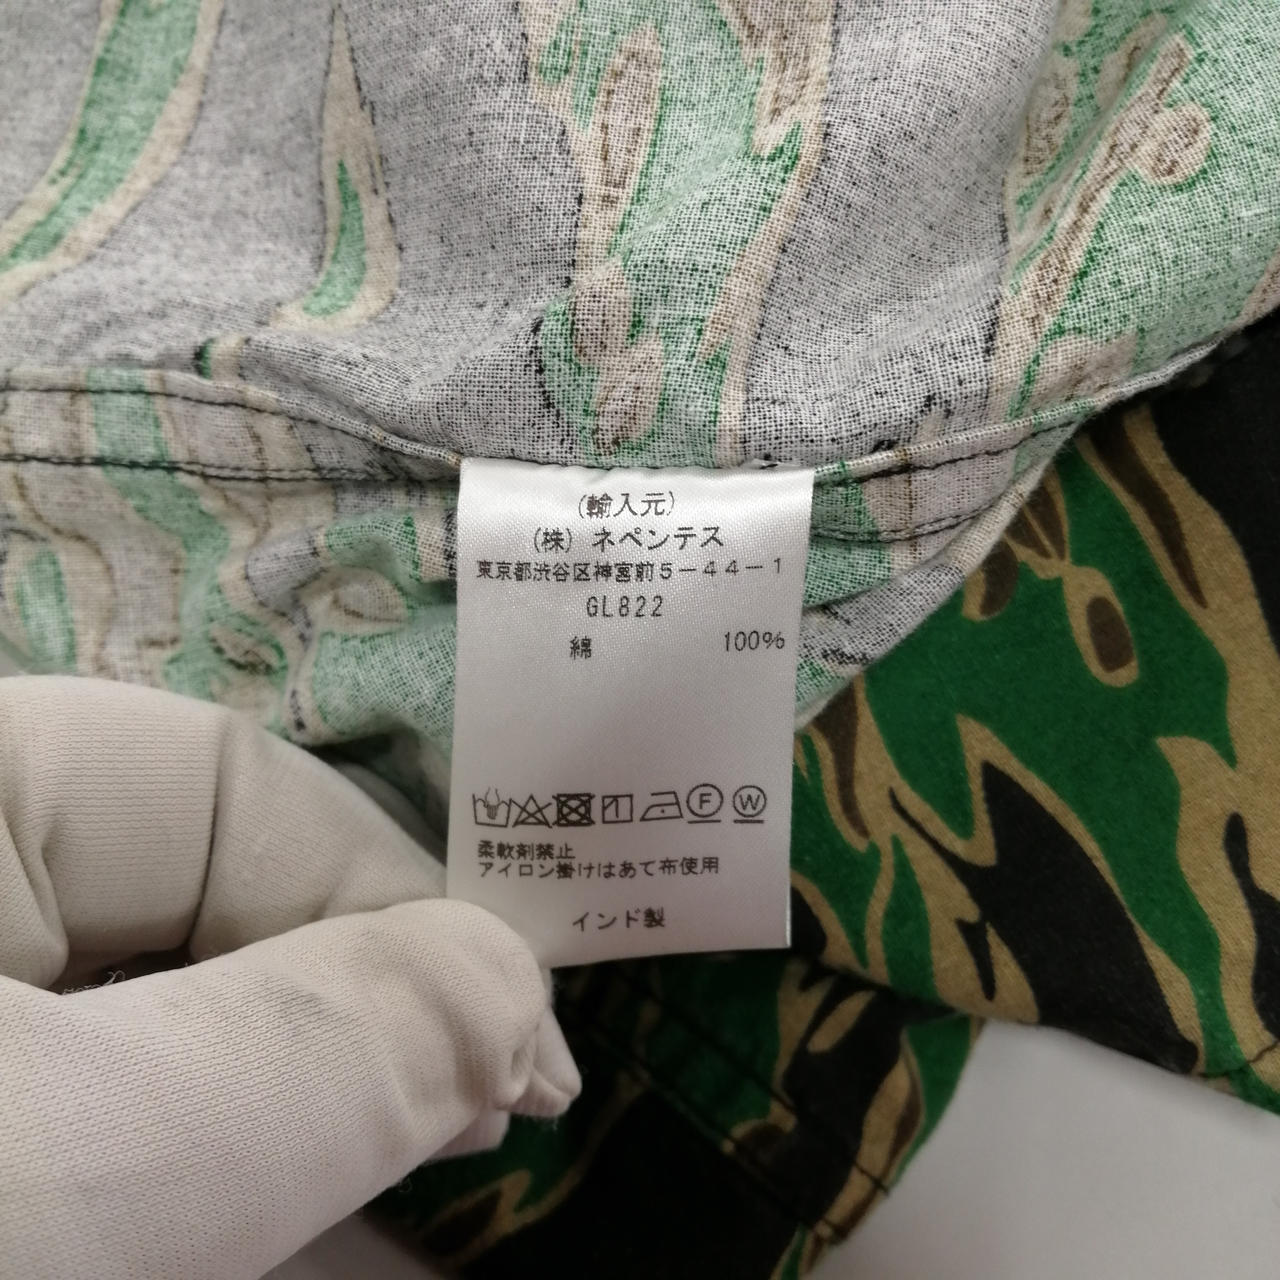 (輸入元)
(株) ネペンテス
東京都渋谷区神宮前5-44-1
GL822
綿 100%
F W
柔軟剤禁止
アイロン掛けはあて布使用
インド製